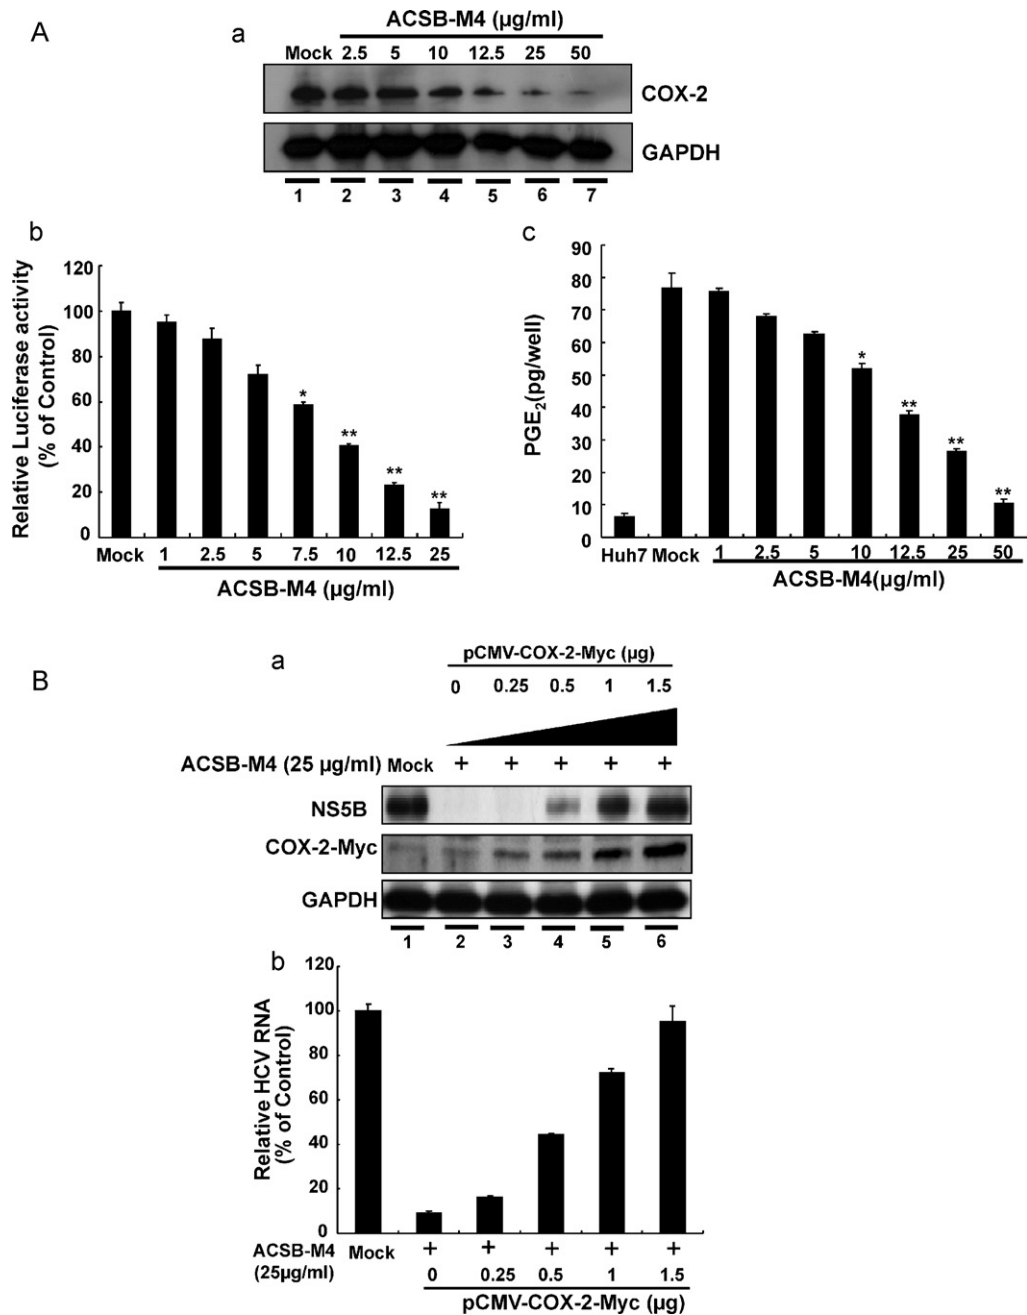 A
a
ACSB-M4 (µg/ml)
Mock 2.5 5 10 12.5 25 50
COX-2
GAPDH
1 2 3 4 5 6 7
b
Relative Luciferase activity
(% of Control)
120
100
80
60
40
20
0
* ** ** **
Mock 1 2.5 5 7.5 10 12.5 25
ACSB-M4 (µg/ml)
c
PGE2(pg/well)
90
80
70
60
50
40
30
20
10
0
* ** ** **
Huh7 Mock 1 2.5 5 10 12.5 25 50
ACSB-M4(µg/ml)
B
a
pCMV-COX-2-Myc (µg)
0 0.25 0.5 1 1.5
ACSB-M4 (25 µg/ml) Mock + + + + +
NS5B
COX-2-Myc
GAPDH
1 2 3 4 5 6
b
Relative HCV RNA
(% of Control)
120
100
80
60
40
20
0
ACSB-M4 Mock + + + + +
(25µg/ml) 0 0.25 0.5 1 1.5
pCMV-COX-2-Myc (µg)